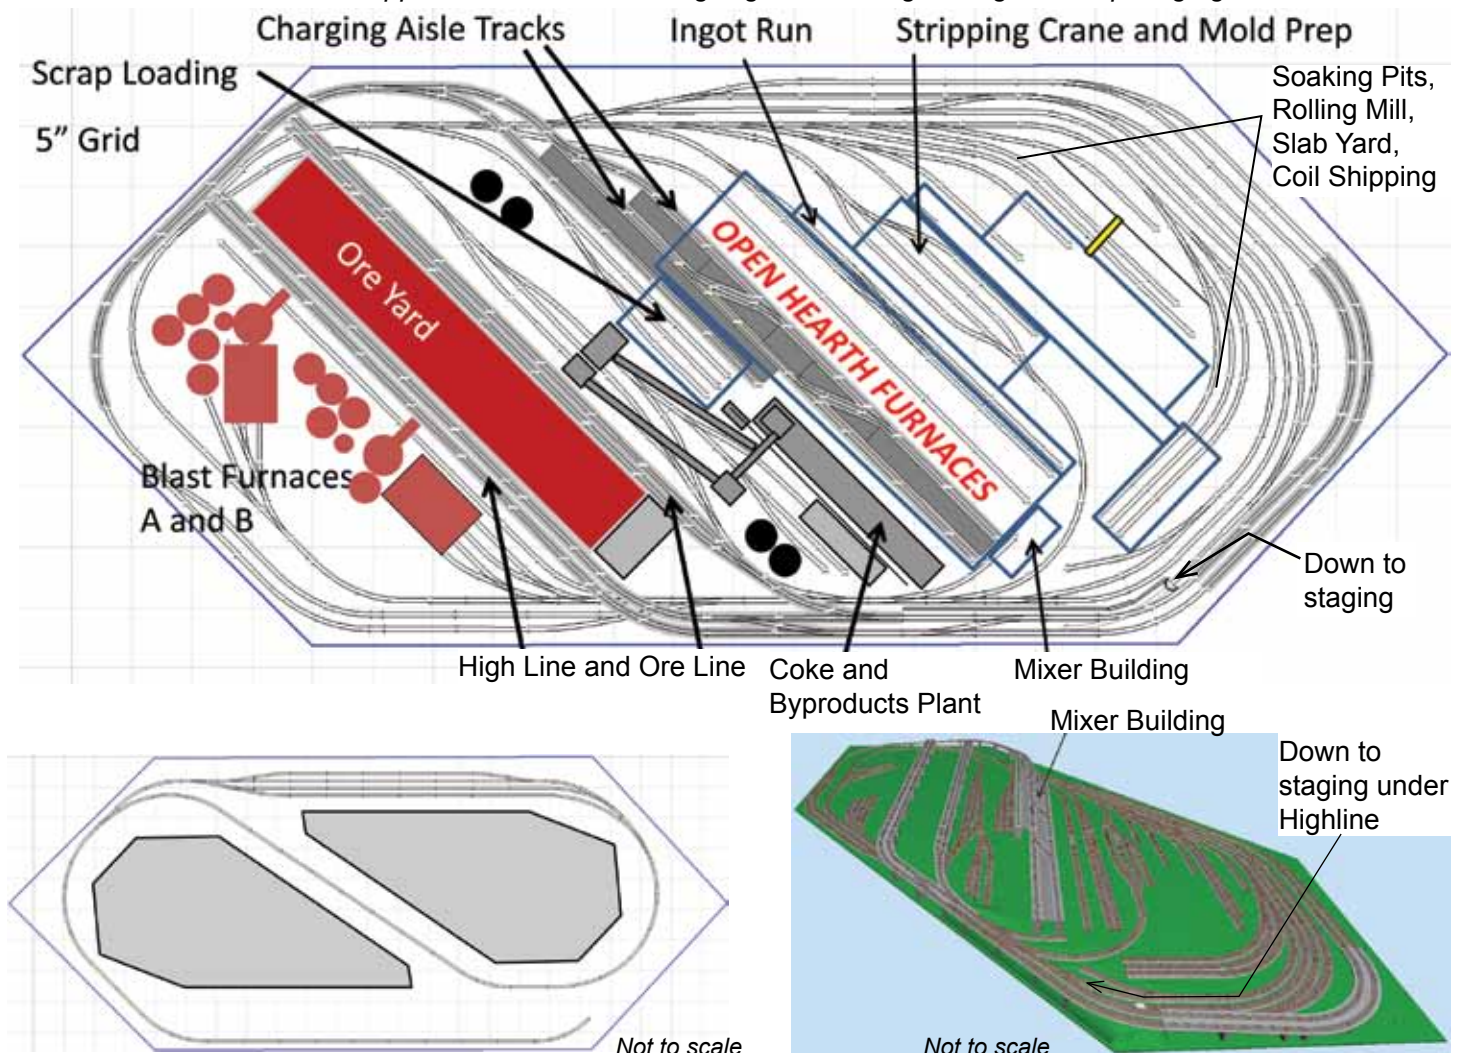 Charging Aisle Tracks
Ingot Run
Stripping Crane and Mold Prep
Scrap Loading
Soaking Pits,
Rolling Mill,
Slab Yard,
Coil Shipping
5” Grid
OPEN HEARTH FURNACES
Ore Yard
Blast Furnaces
A and B
Down to
staging
High Line and Ore Line
Coke and
Byproducts Plant
Mixer Building
Mixer Building
Down to
staging under
Highline
Not to scale
Not to scale